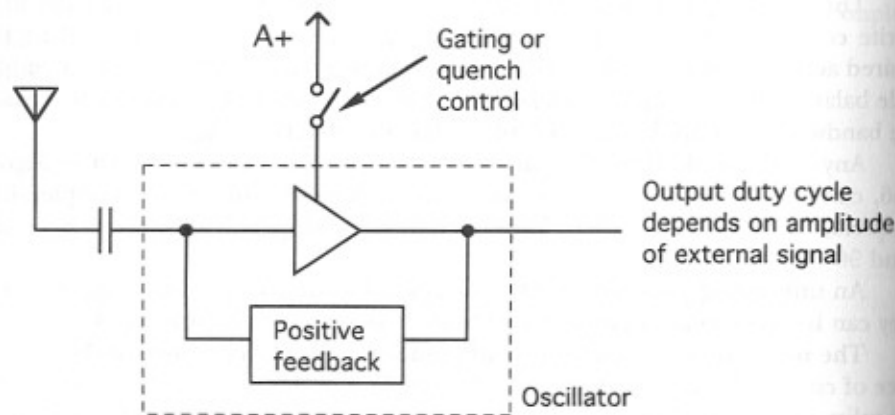 A+
Gating or
quench
control
Output duty cycle
depends on amplitude
of external signal
Positive
feedback
Oscillator